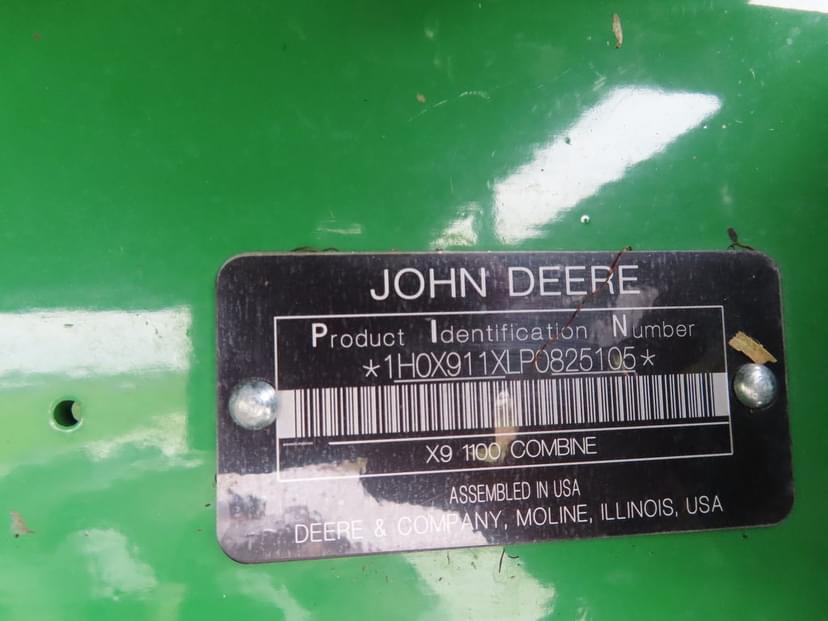 JOHN DEERE
Product Identification Number
*1H0X911XLP0825105*
X9 1100 COMBINE
ASSEMBLED IN USA
DEERE & COMPANY, MOLINE, ILLINOIS, USA